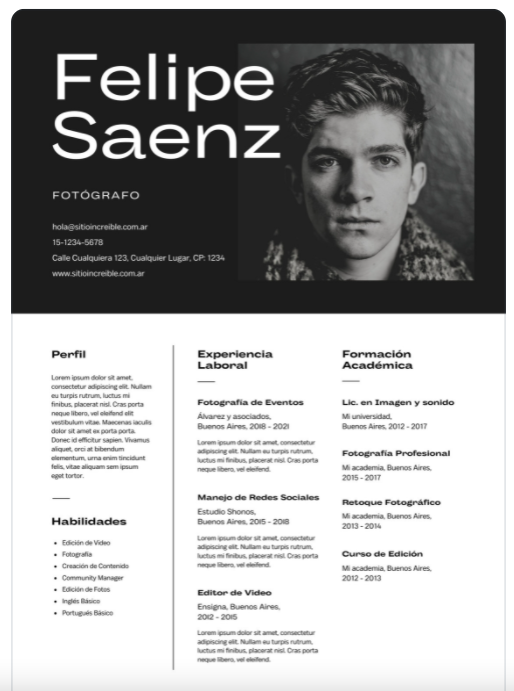 Felipe
Saenz
FOTÓGRAFO
hola@sitioincreible.com.ar
15-1234-5678
Calle Cualquiera 123, Cualquier Lugar, CP: 1234
www.sitioincreible.com.ar
Perfil
Lorem ipsum dolor sit amet,
consectetur adipiscing elit. Nullam
eu turpis rutrum, luctus mi
finibus, placerat nisl. Cras porta
neque libero, vel eleifend elit
vestibulum vitae. Maecenas iaculis
dolor sit amet ex porta porta.
Donec id efficitur sapien. Vivamus
aliquet, orci at bibendum
elementum, urna enim tincidunt
felis, vitae aliquam sem ipsum
eget tortor.
Habilidades
• Edición de Video
• Fotografía
• Creación de Contenido
• Community Manager
• Edición de Fotos
• Inglés Básico
• Portugués Básico
Experiencia
Laboral
Fotografía de Eventos
Álvarez y asociados,
Buenos Aires, 2018 - 2021
Lorem ipsum dolor sit amet, consectetur
adipiscing elit. Nullam eu turpis rutrum,
luctus mi finibus, placerat nisl. Cras porta
neque libero, vel eleifend.
Manejo de Redes Sociales
Estudio Shonos,
Buenos Aires, 2015 - 2018
Lorem ipsum dolor sit amet, consectetur
adipiscing elit. Nullam eu turpis rutrum,
luctus mi finibus, placerat nisl. Cras porta
neque libero, vel eleifend.
Editor de Video
Ensigna, Buenos Aires,
2012 - 2015
Lorem ipsum dolor sit amet, consectetur
adipiscing elit. Nullam eu turpis rutrum,
luctus mi finibus, placerat nisl. Cras porta
neque libero, vel eleifend.
Formación
Académica
Lic. en Imagen y sonido
Mi universidad,
Buenos Aires, 2012 - 2017
Fotografía Profesional
Mi academia, Buenos Aires,
2015 - 2017
Retoque Fotográfico
Mi academia, Buenos Aires,
2013 - 2014
Curso de Edición
Mi academia, Buenos Aires,
2012 - 2013